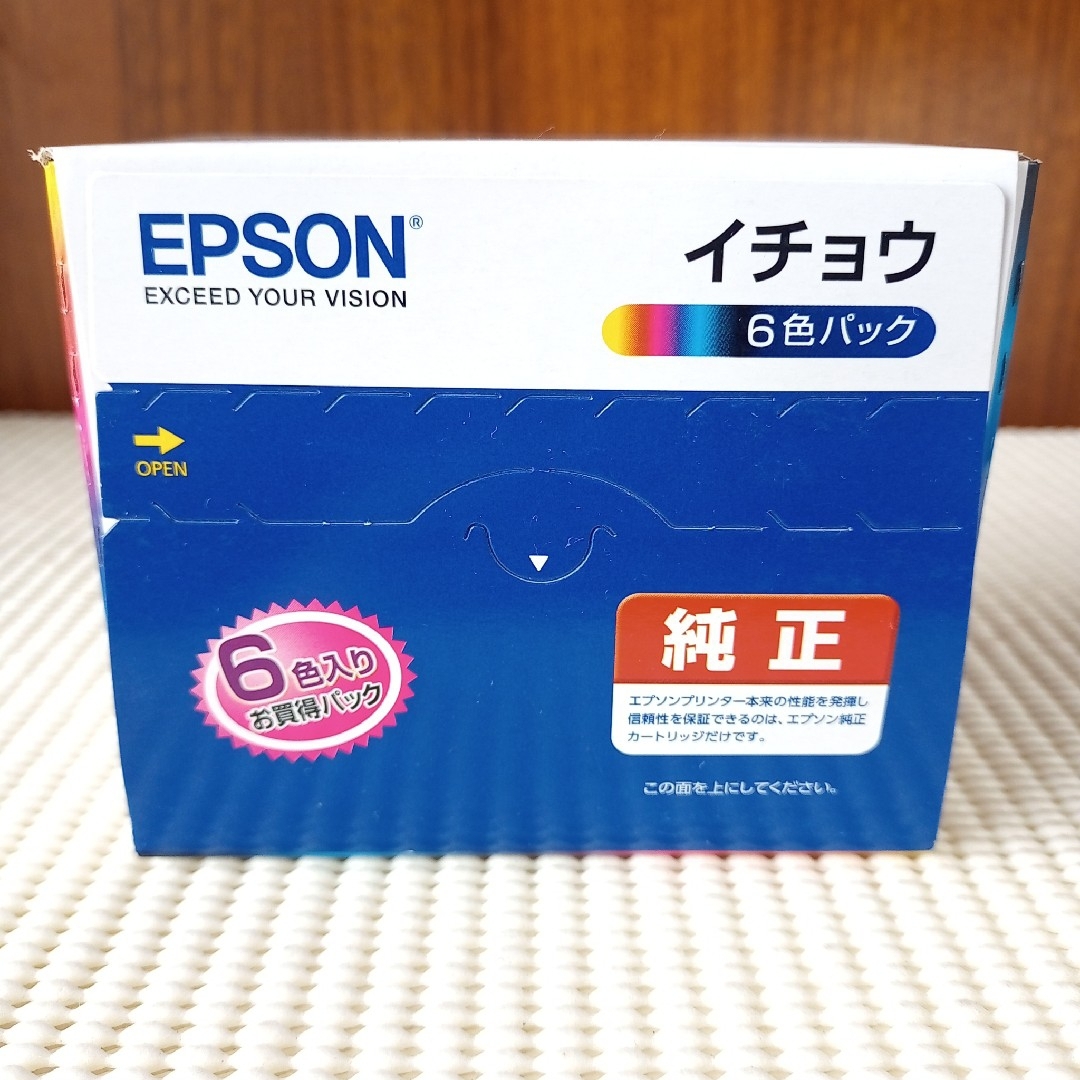 EPSON®
EXCEED YOUR VISION
イチョウ
6色パック
OPEN
6色入り
お買得パック
純正
エプソンプリンター本来の性能を発揮し
信頼性を保証できるのは、エプソン純正
カートリッジだけです。
この面を上にしてください。